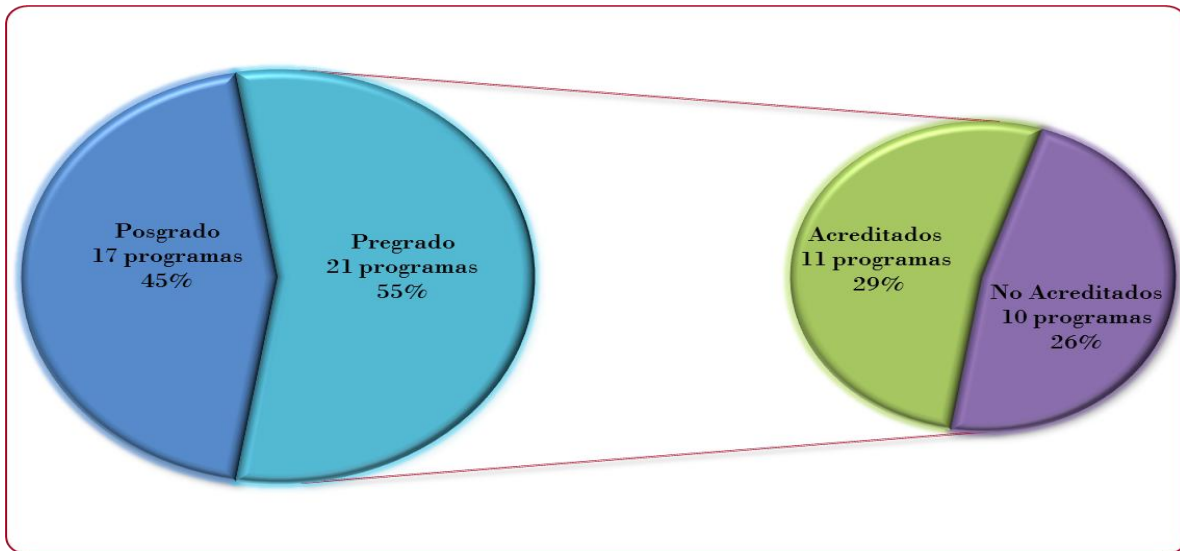 Posgrado
17 programas
45%
Pregrado
21 programas
55%
Acreditados
11 programas
29%
No Acreditados
10 programas
26%